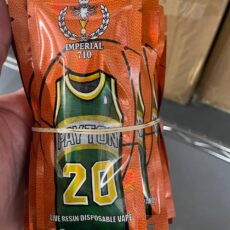 IMPERIAL
710
PAYTON
20
LIVE RESIN DISPOSABLE VAPE